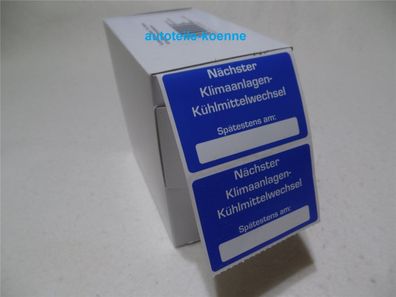 autoteile-koenne
Nächster
Klimaanlagen-
Kühlmittelwechsel
Spätestens am:
Nächster
Klimaanlagen-
Kühlmittelwechsel
Spätestens am: